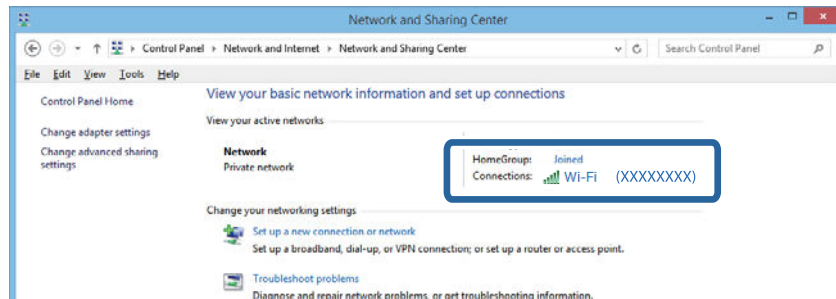 Network and Sharing Center
Control Panel Network and Internet Network and Sharing Center
Search Control Panel
File Edit View Tools Help
Control Panel Home
Change adapter settings
Change advanced sharing
settings
View your basic network information and set up connections
View your active networks
Network
Private network
HomeGroup: Joined
Connections: Wi-Fi (XXXXXXXX)
Change your networking settings
Set up a new connection or network
Set up a broadband, dial-up, or VPN connection; or set up a router or access point.
Troubleshoot problems
Diagnose and repair network problems, or get troubleshooting information.